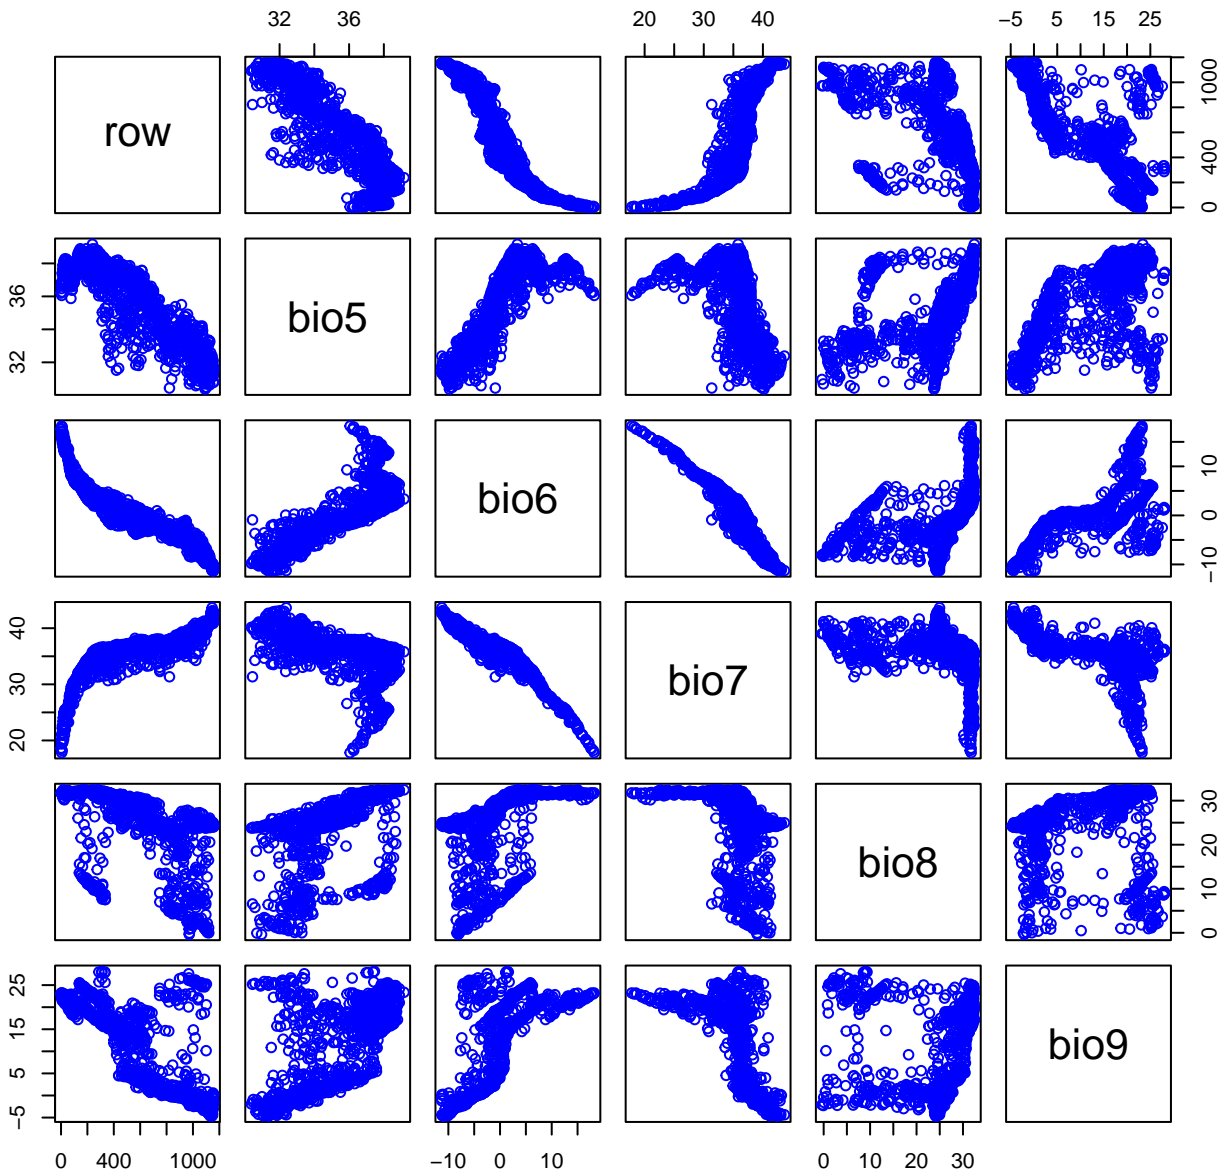 32 36 20 30 40 −5 5 15 25
row 0 400 1000
32 36 bio5
bio6 −10 0 10
20 30 40 bio7
bio8 0 10 20 30
−5 5 15 25 bio9
0 400 1000 −10 0 10 0 10 20 30